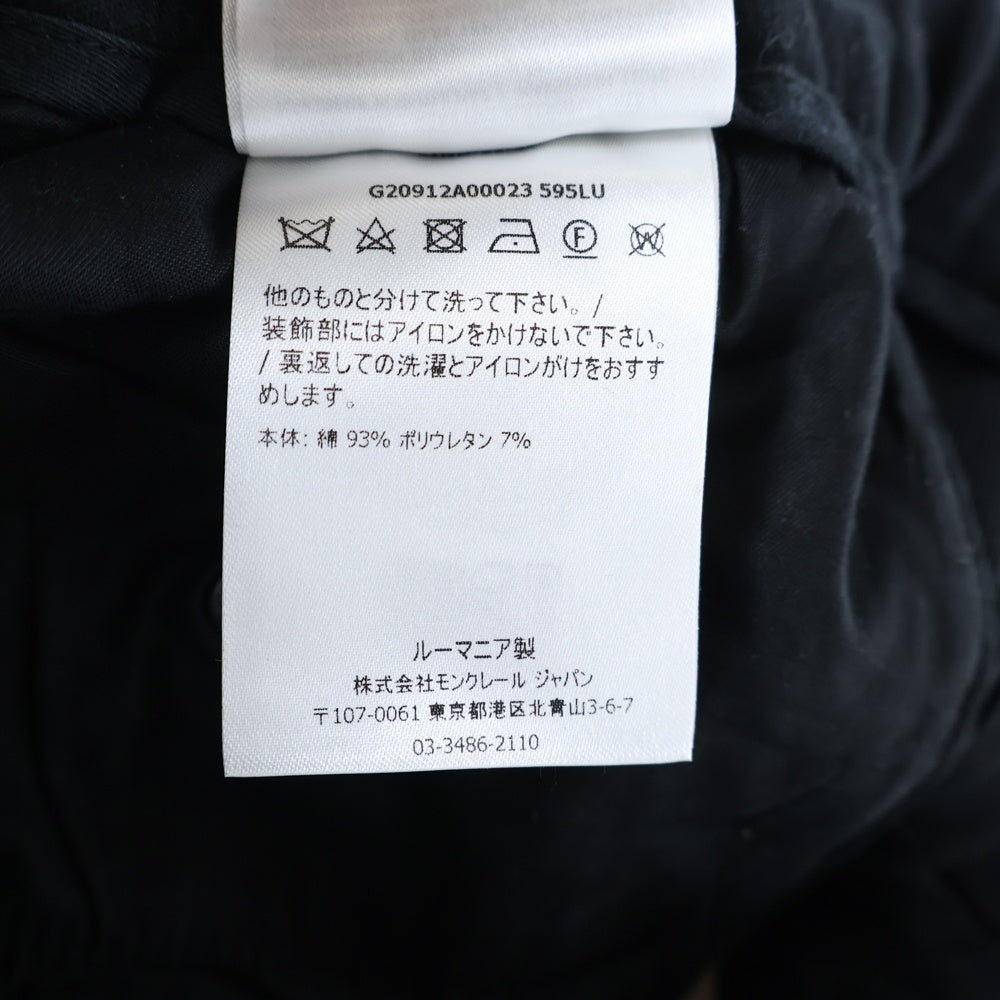 G20912A00023 595LU
F
W
他のものと分けて洗って下さい。/
装飾部にはアイロンをかけないで下さい。
/ 裏返しての洗濯とアイロンがけをおすす
めします。
本体: 綿 93% ポリウレタン 7%
ルーマニア製
株式会社モンクレール ジャパン
〒107-0061 東京都港区北青山3-6-7
03-3486-2110